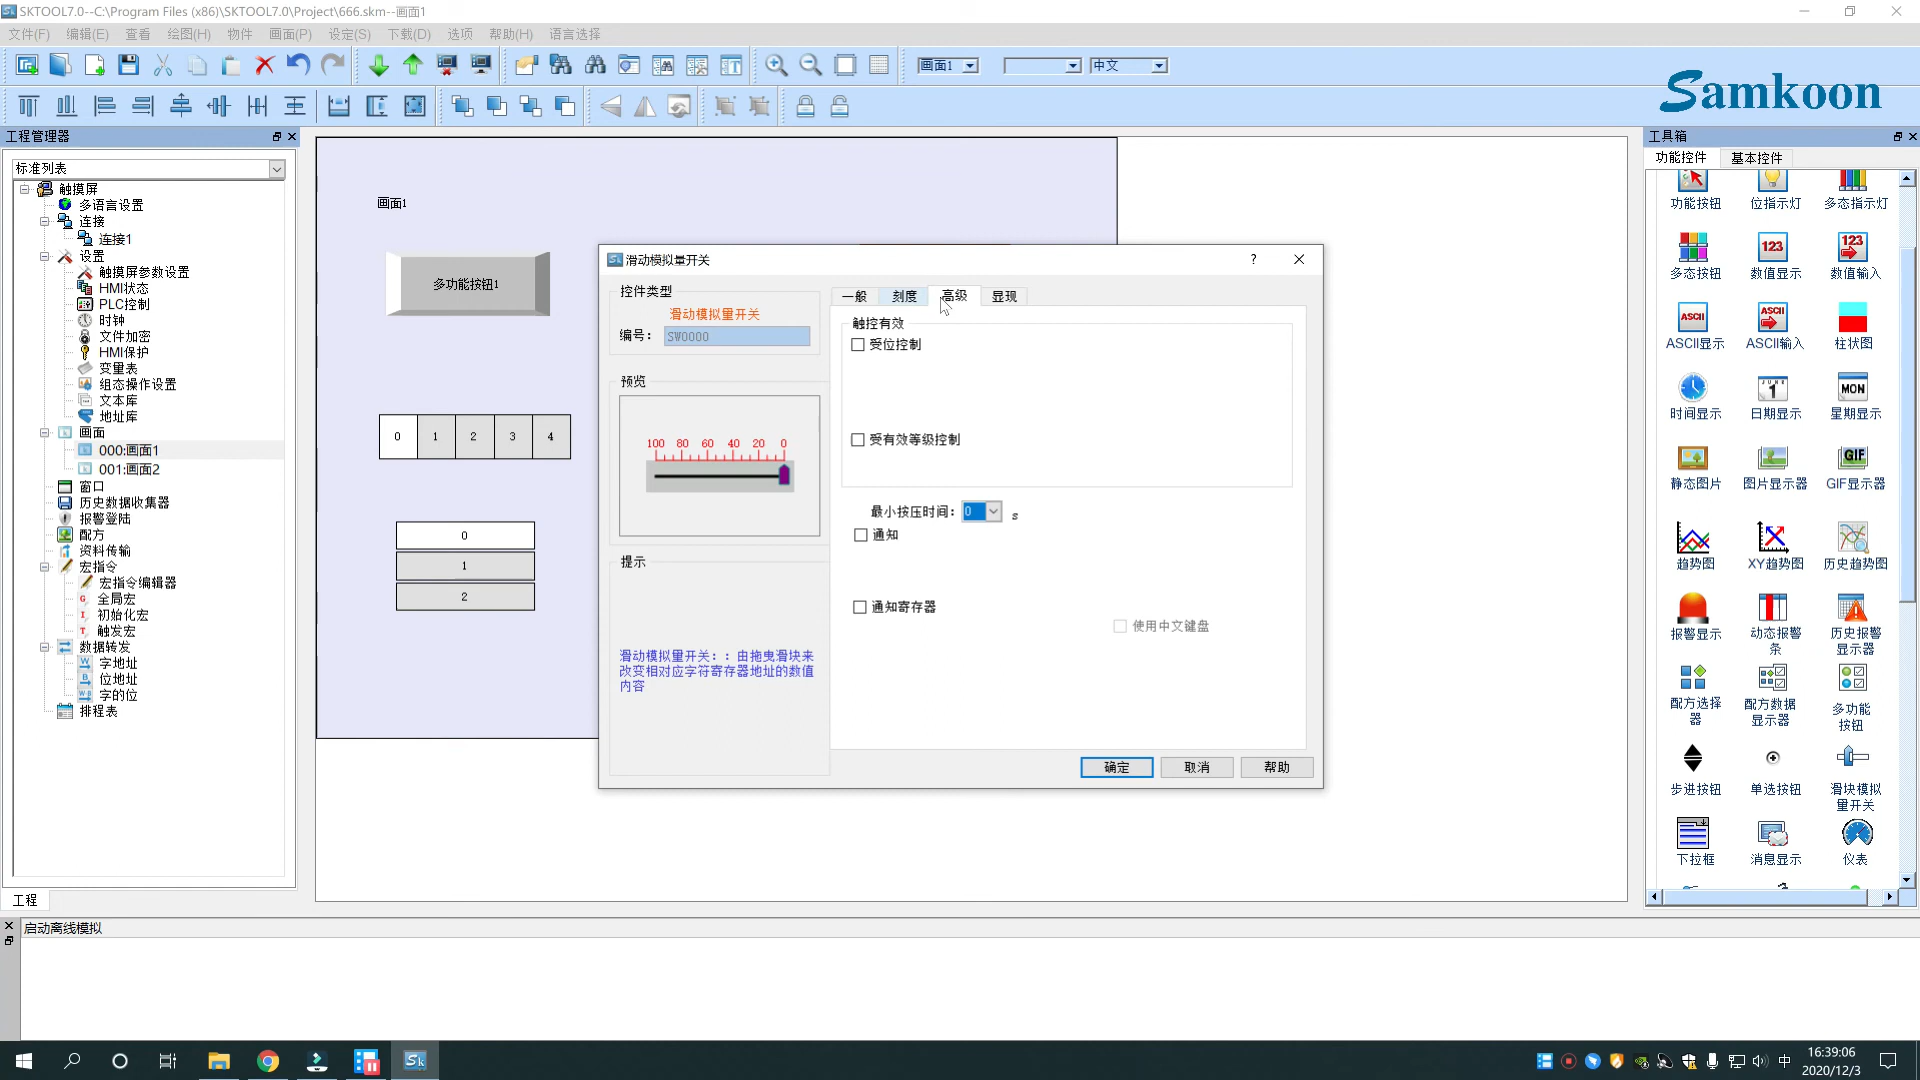 SKTOOL7.0--C:\Program Files (x86)\SKTOOL7.0\Project\666.skm--画面1
文件(F) 编辑(E) 查看 绘图(H) 物件 画面(P) 设定(S) 下载(D) 选项 帮助(H) 语言选择
画面1 中文
Samkoon
工程管理器
标准列表
触摸屏
多语言设置
连接
连接1
设置
触摸屏参数设置
HMI状态
PLC控制
时钟
文件加密
HMI保护
变量表
组态操作设置
文本库
地址库
画面
000:画面1
001:画面2
窗口
历史数据收集器
报警登陆
配方
资料传输
宏指令
宏指令编辑器
全局宏
初始化宏
触发宏
数据转发
字地址
位地址
字的位
排程表
工程
画面1
多功能按钮1
0 1 2 3 4
0
1
2
滑动模拟量开关
控件类型
滑动模拟量开关
编号: SW0000
预览
100 80 60 40 20 0
提示
滑动模拟量开关：：由拖曳滑块来
改变相对应字符寄存器地址的数值
内容
一般 刻度 高级 显现
触控有效
受位控制
受有效等级控制
最小按压时间: 0 s
通知
通知寄存器
使用中文键盘
确定 取消 帮助
工具箱
功能控件 基本控件
功能按钮 位指示灯 多态指示灯
123 123
多态按钮 数值显示 数值输入
ASCII ASCII
ASCII显示 ASCII输入 柱状图
JUNE 1 MON
时间显示 日期显示 星期显示
GIF
静态图片 图片显示器 GIF显示器
趋势图 XY趋势图 历史趋势图
报警显示 动态报警条 历史报警显示器
配方选择器 配方数据显示器 多功能按钮
步进按钮 单选按钮 滑块模拟量开关
下拉框 消息显示 仪表
启动离线模拟
中
16:39:06
2020/12/3